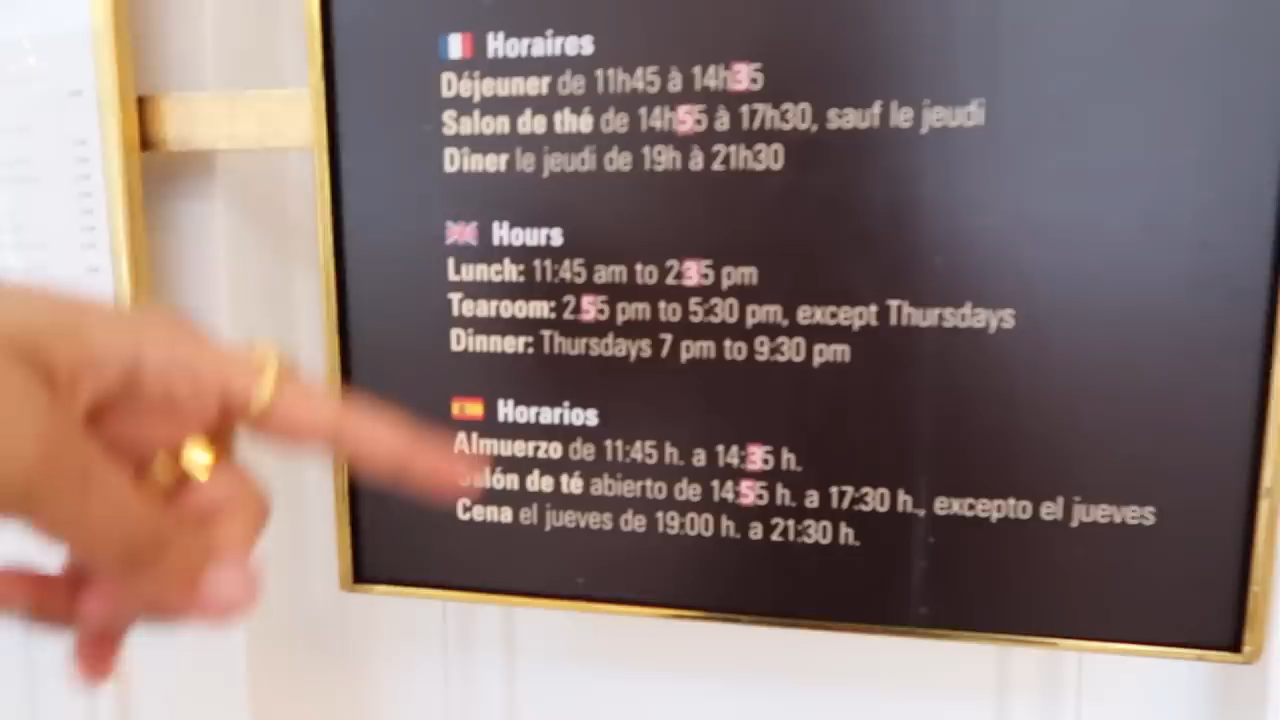 Horaires
Déjeuner de 11h45 à 14h35
Salon de thé de 14h55 à 17h30, sauf le jeudi
Dîner le jeudi de 19h à 21h30
Hours
Lunch: 11:45 am to 2:35 pm
Tearoom: 2.55 pm to 5:30 pm, except Thursdays
Dinner: Thursdays 7 pm to 9:30 pm
Horarios
Almuerzo de 11:45 h. a 14:35 h.
Salón de té abierto de 14:55 h. a 17:30 h., excepto el jueves
Cena el jueves de 19:00 h. a 21:30 h.